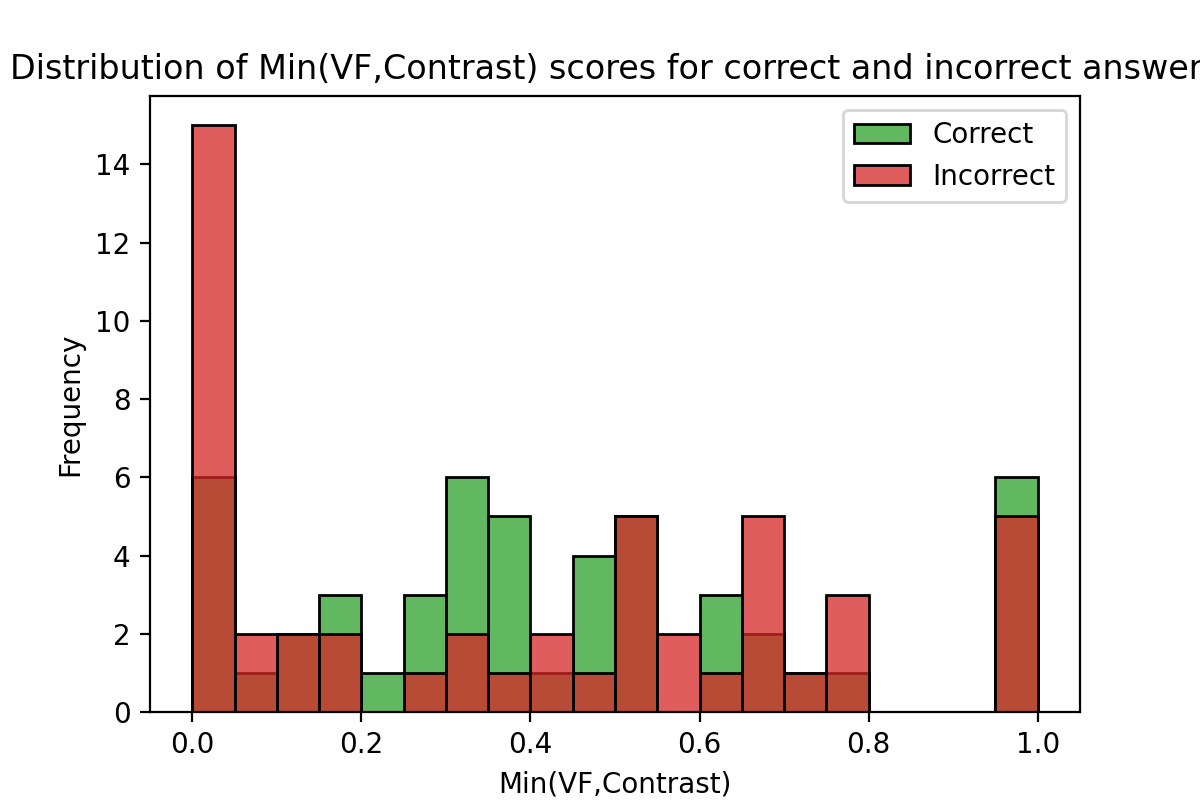 Distribution of Min(VF,Contrast) scores for correct and incorrect answer
Correct
Incorrect
Frequency
14
12
10
8
6
4
2
0
0.0 0.2 0.4 0.6 0.8 1.0
Min(VF,Contrast)